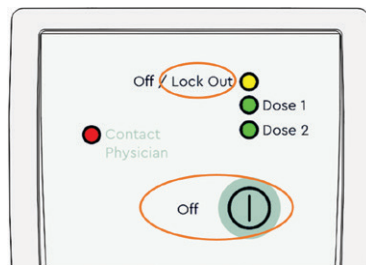 Off / Lock Out
Dose 1
Contact
Physician
Dose 2
Off